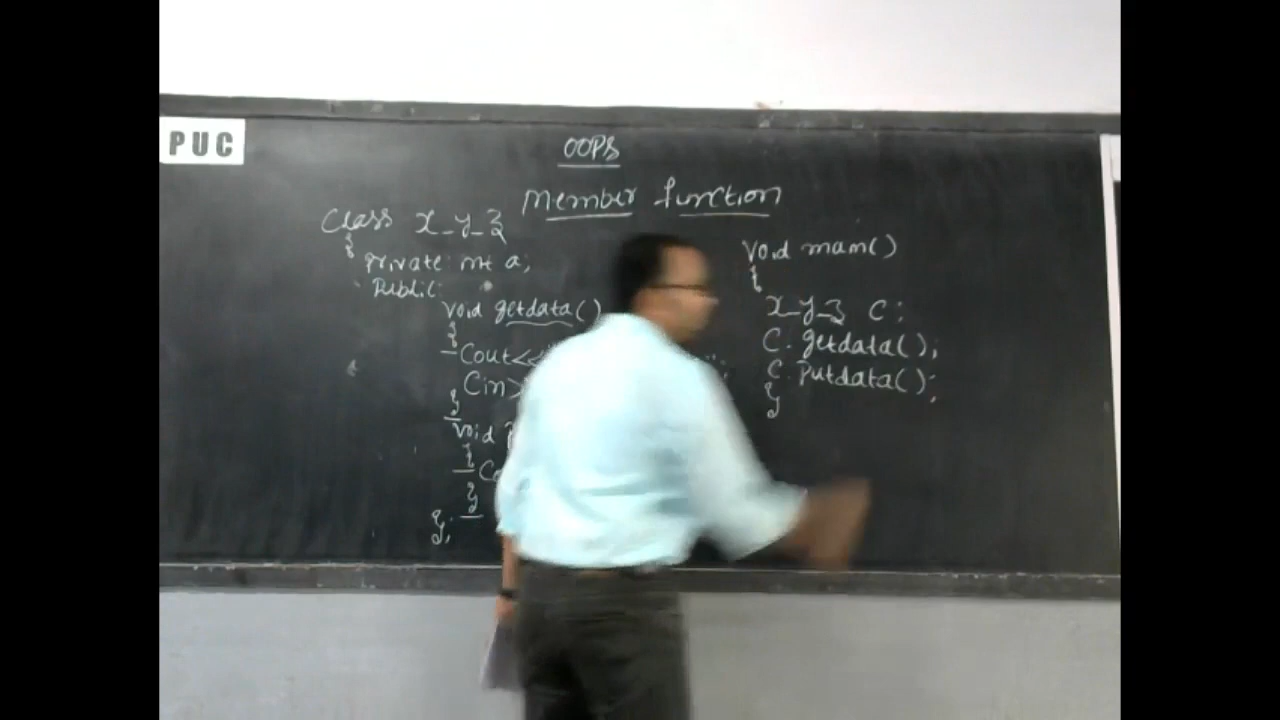 PUC
OOPS
Member function
Class x_y_z
{
Private: int a;
Public:
void getdata()
{
Cout<<
Cin>
}
void p
{
Co
}
};
";
void main()
{
x_y_z C;
C. getdata();
C. Putdata();
}